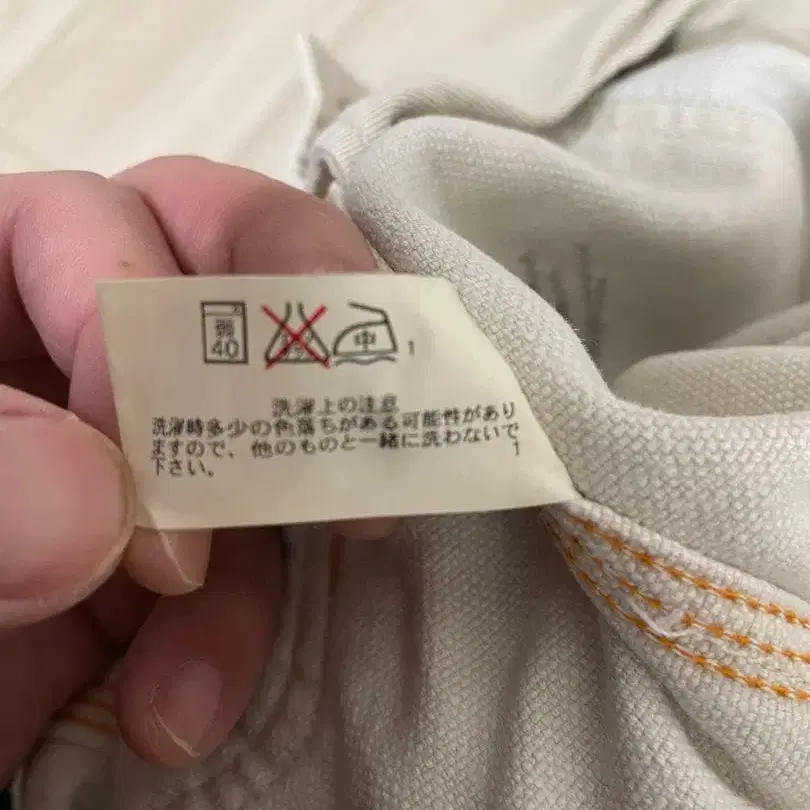 弱
40
中
1
洗濯上の注意
洗濯時多少の色落ちがある可能性があり
ますので、他のものと一緒に洗わないで
下さい。
1